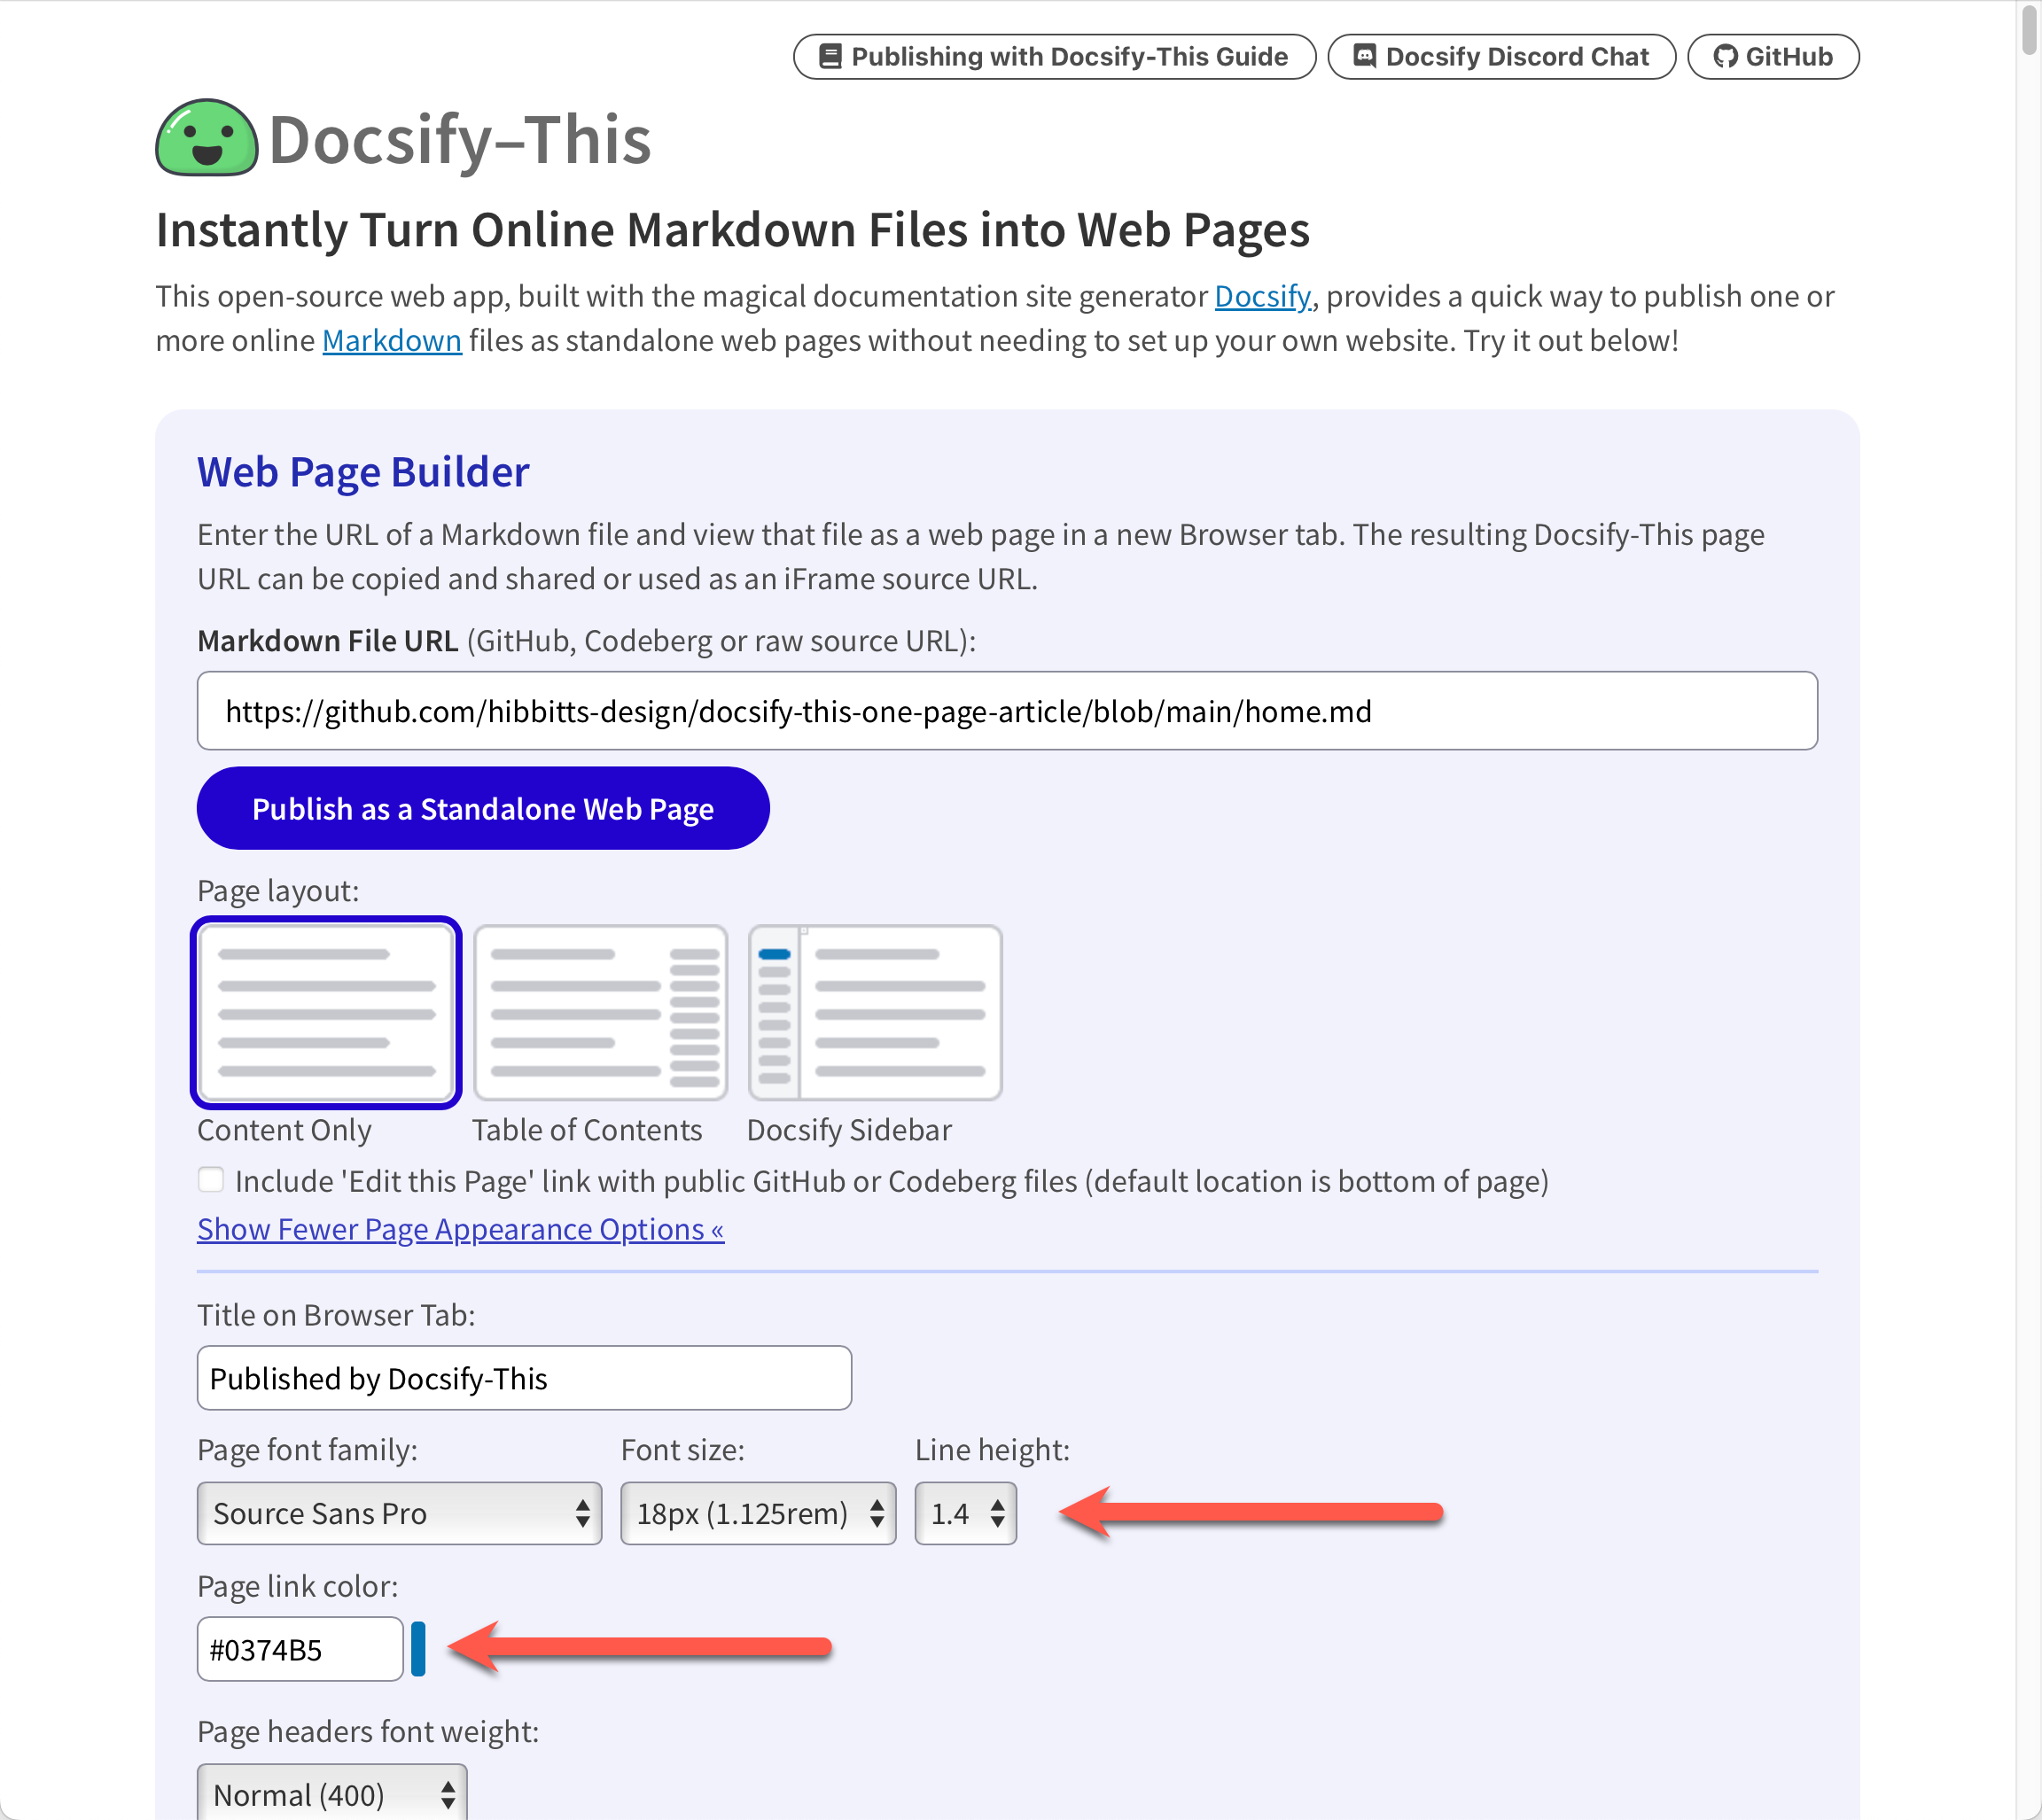 Publishing with Docsify-This Guide
Docsify Discord Chat
GitHub
Docsify–This
Instantly Turn Online Markdown Files into Web Pages
This open-source web app, built with the magical documentation site generator Docsify, provides a quick way to publish one or
more online Markdown files as standalone web pages without needing to set up your own website. Try it out below!
Web Page Builder
Enter the URL of a Markdown file and view that file as a web page in a new Browser tab. The resulting Docsify-This page
URL can be copied and shared or used as an iFrame source URL.
Markdown File URL (GitHub, Codeberg or raw source URL):
https://github.com/hibbitts-design/docsify-this-one-page-article/blob/main/home.md
Publish as a Standalone Web Page
Page layout:
Content Only
Table of Contents
Docsify Sidebar
Include 'Edit this Page' link with public GitHub or Codeberg files (default location is bottom of page)
Show Fewer Page Appearance Options «
Title on Browser Tab:
Published by Docsify-This
Page font family:
Font size:
Line height:
Source Sans Pro
18px (1.125rem)
1.4
Page link color:
#0374B5
Page headers font weight:
Normal (400)